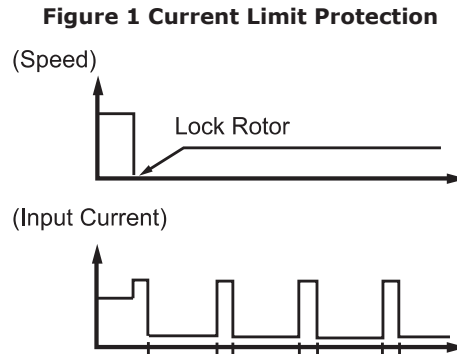 Figure 1 Current Limit Protection
(Speed)
Lock Rotor
(Input Current)